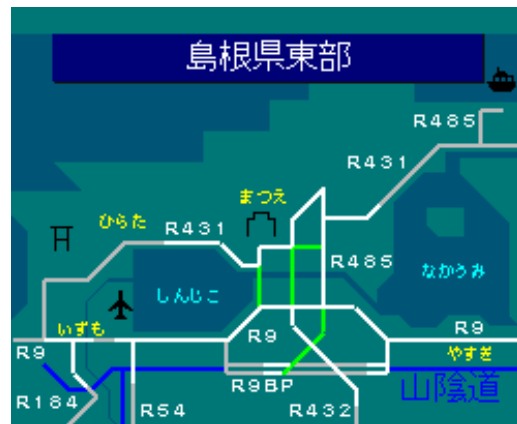 島根県東部
R485
R431
まつえ
ひらた
R431
R485
なかうみ
しんじこ
いずも
R9
R9
R9
やすぎ
R9BP
山陰道
R184
R54
R432